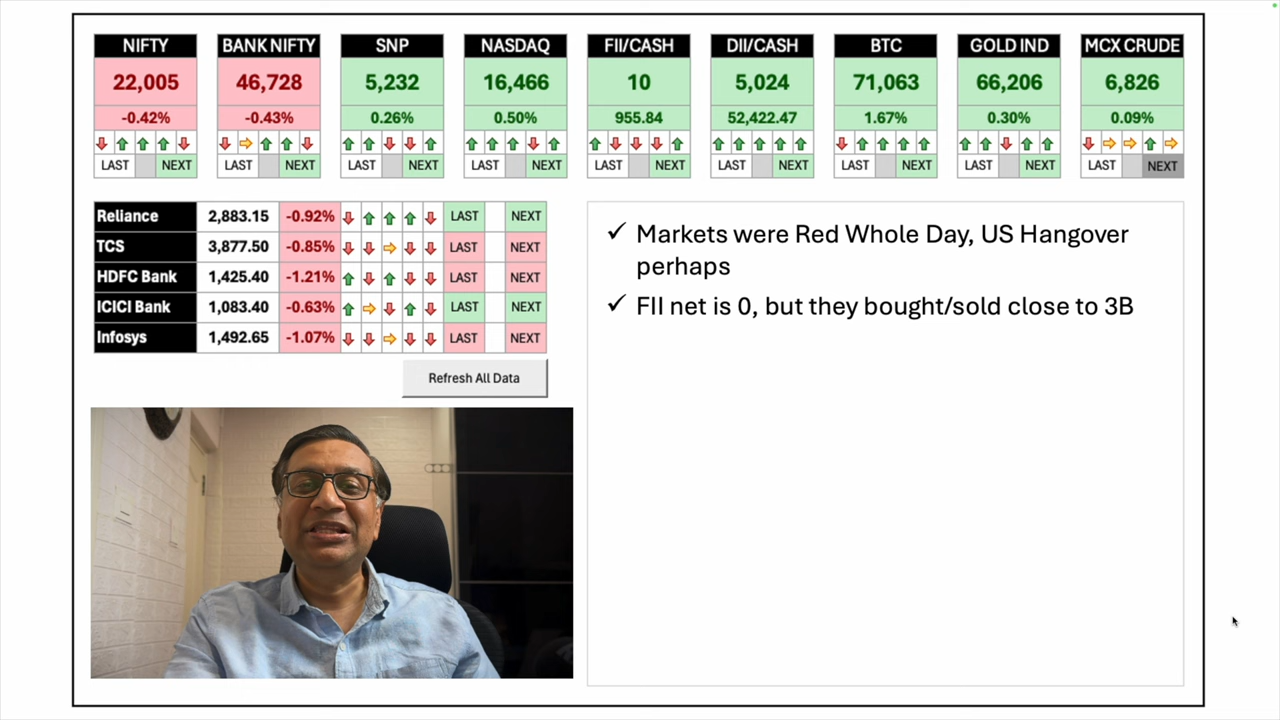 NIFTY BANK NIFTY SNP NASDAQ FII/CASH DII/CASH BTC GOLD IND MCX CRUDE
22,005 46,728 5,232 16,466 10 5,024 71,063 66,206 6,826
-0.42% -0.43% 0.26% 0.50% 955.84 52,422.47 1.67% 0.30% 0.09%
LAST NEXT LAST NEXT LAST NEXT LAST NEXT LAST NEXT LAST NEXT LAST NEXT LAST NEXT LAST NEXT
Reliance 2,883.15 -0.92% LAST NEXT
TCS 3,877.50 -0.85% LAST NEXT
HDFC Bank 1,425.40 -1.21% LAST NEXT
ICICI Bank 1,083.40 -0.63% LAST NEXT
Infosys 1,492.65 -1.07% LAST NEXT
Refresh All Data
Markets were Red Whole Day, US Hangover
perhaps
FII net is 0, but they bought/sold close to 3B